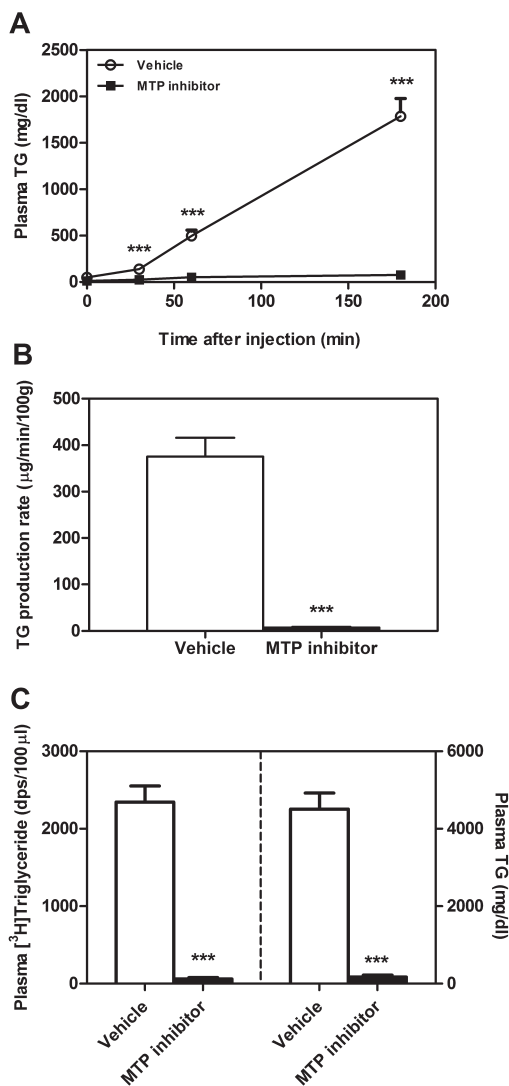 A
2500
2000
1500
1000
500
0
Plasma TG (mg/dl)
Vehicle
MTP inhibitor
***
***
***
0 50 100 150 200
Time after injection (min)
B
500
400
300
200
100
0
TG production rate (μg/min/100g)
***
Vehicle MTP inhibitor
C
3000
2000
1000
0
Plasma [³H]Triglyceride (dps/100 μl)
*** ***
6000
4000
2000
0
Plasma TG (mg/dl)
Vehicle
MTP inhibitor
Vehicle
MTP inhibitor